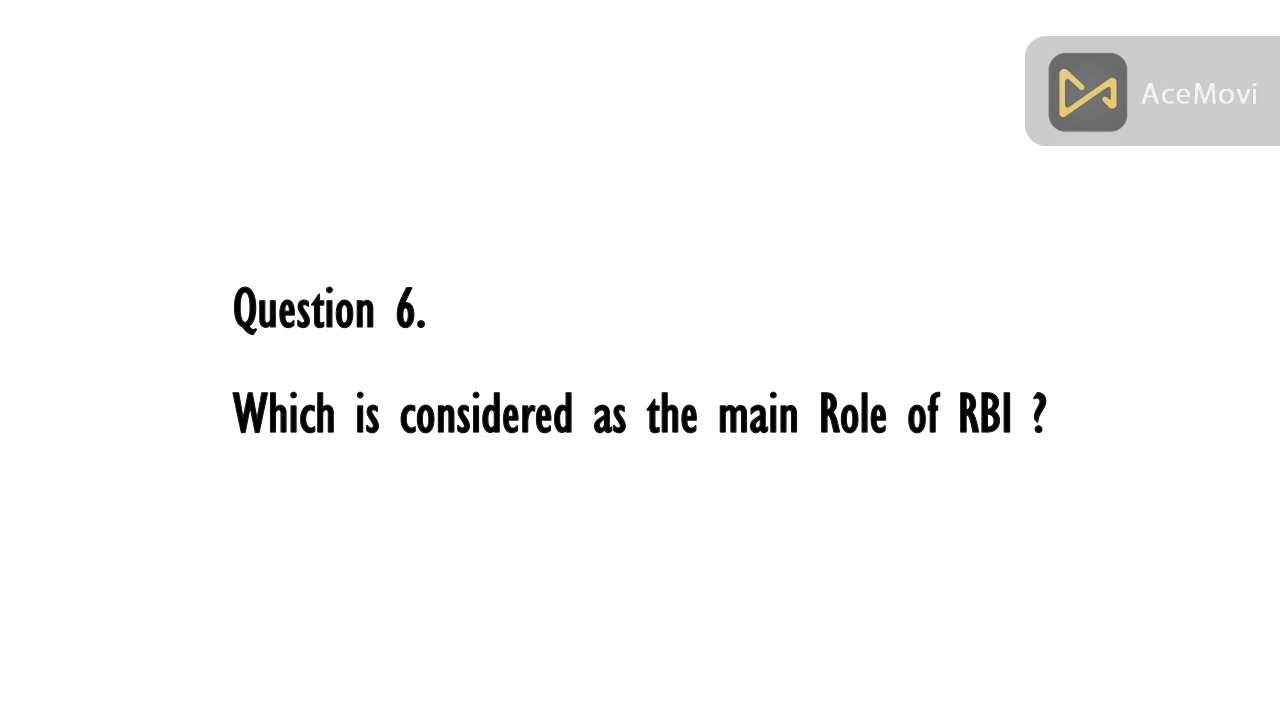 AceMovi
Question 6.
Which is considered as the main Role of RBI ?